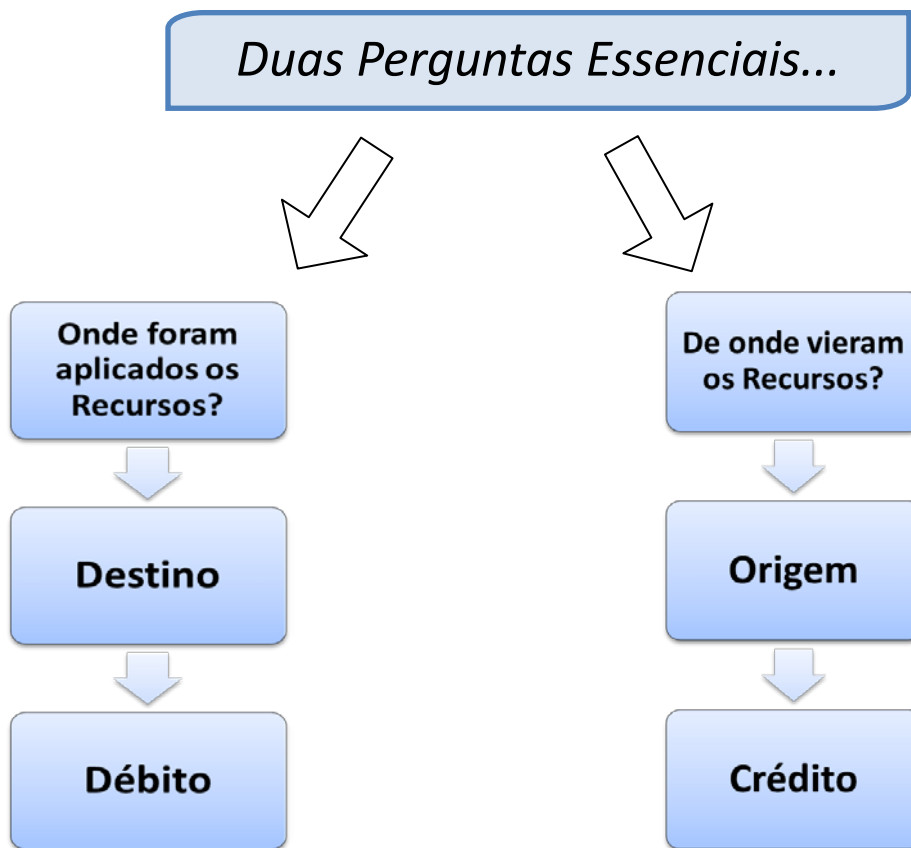 Duas Perguntas Essenciais...
Onde foram
aplicados os
Recursos?
Destino
Débito
De onde vieram
os Recursos?
Origem
Crédito